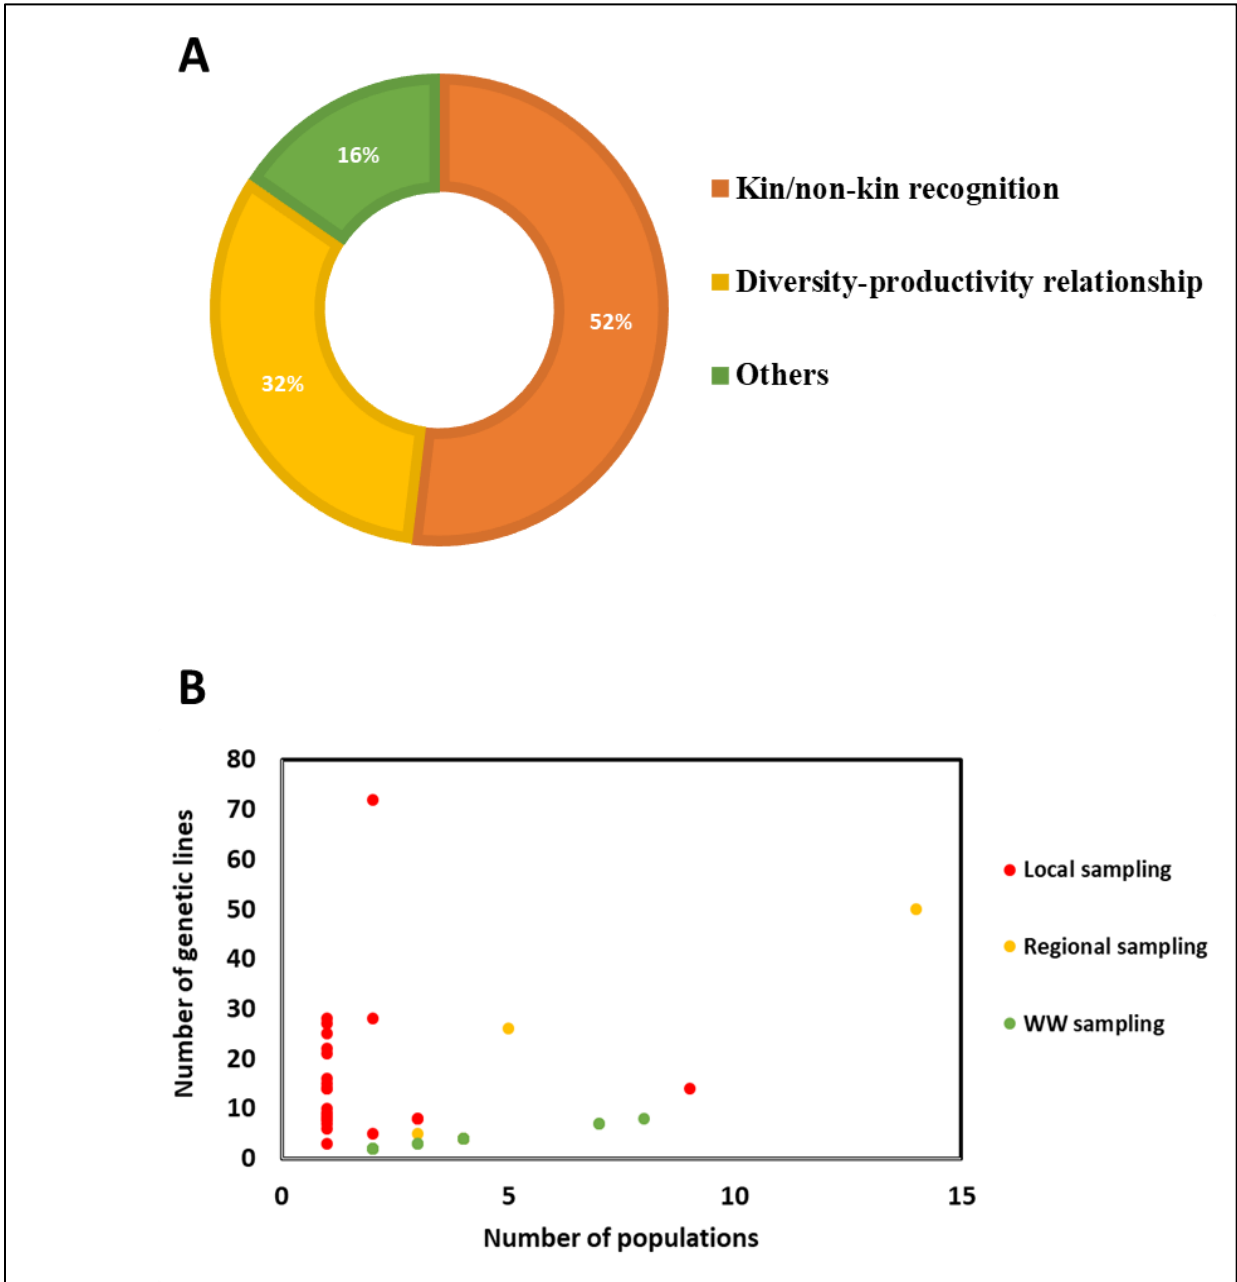 A
16%
52%
32%
Kin/non-kin recognition
Diversity-productivity relationship
Others
B
80
70
60
50
40
30
20
10
0
Number of genetic lines
0 5 10 15
Number of populations
Local sampling
Regional sampling
WW sampling